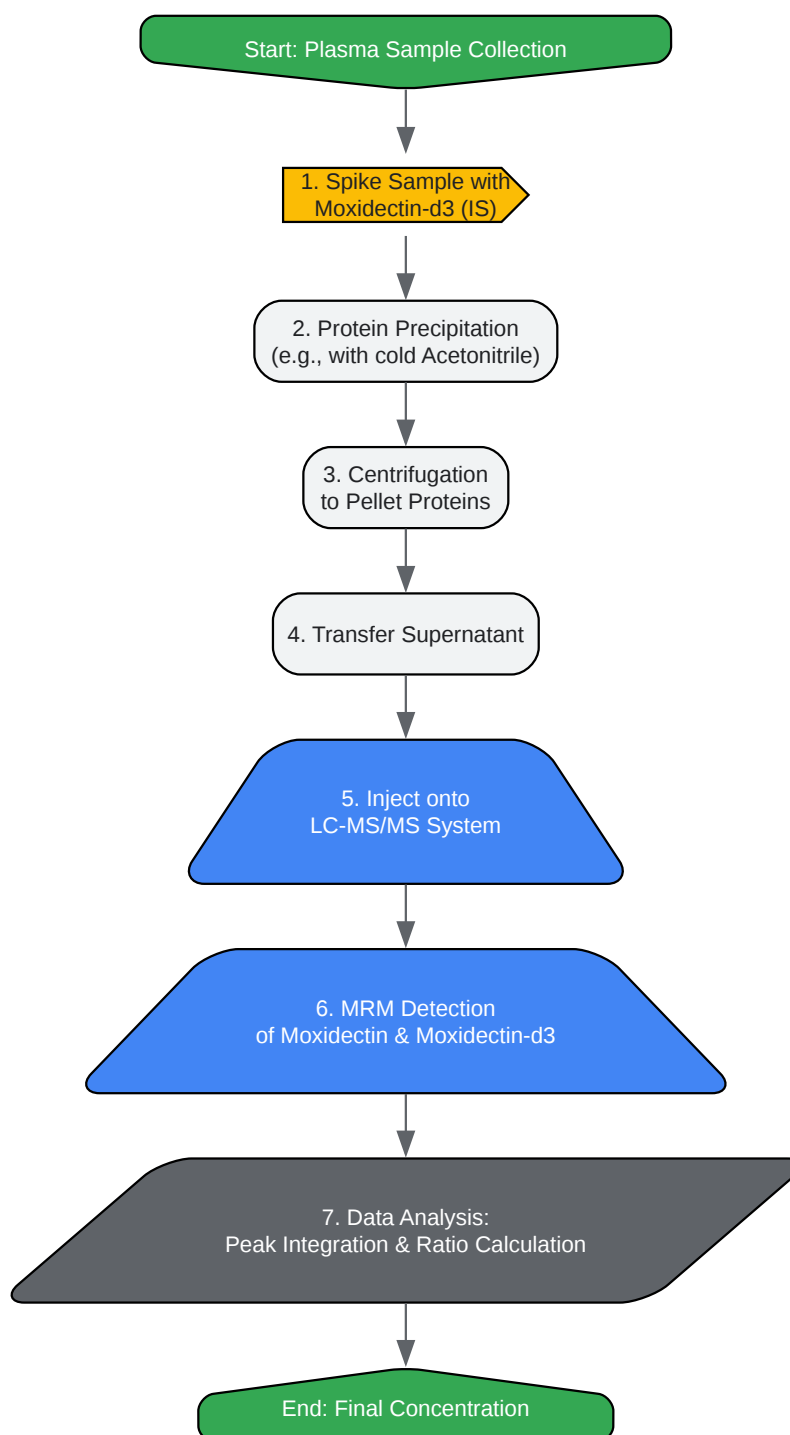 Start: Plasma Sample Collection
1. Spike Sample with
Moxidectin-d3 (IS)
2. Protein Precipitation
(e.g., with cold Acetonitrile)
3. Centrifugation
to Pellet Proteins
4. Transfer Supernatant
5. Inject onto
LC-MS/MS System
6. MRM Detection
of Moxidectin & Moxidectin-d3
7. Data Analysis:
Peak Integration & Ratio Calculation
End: Final Concentration